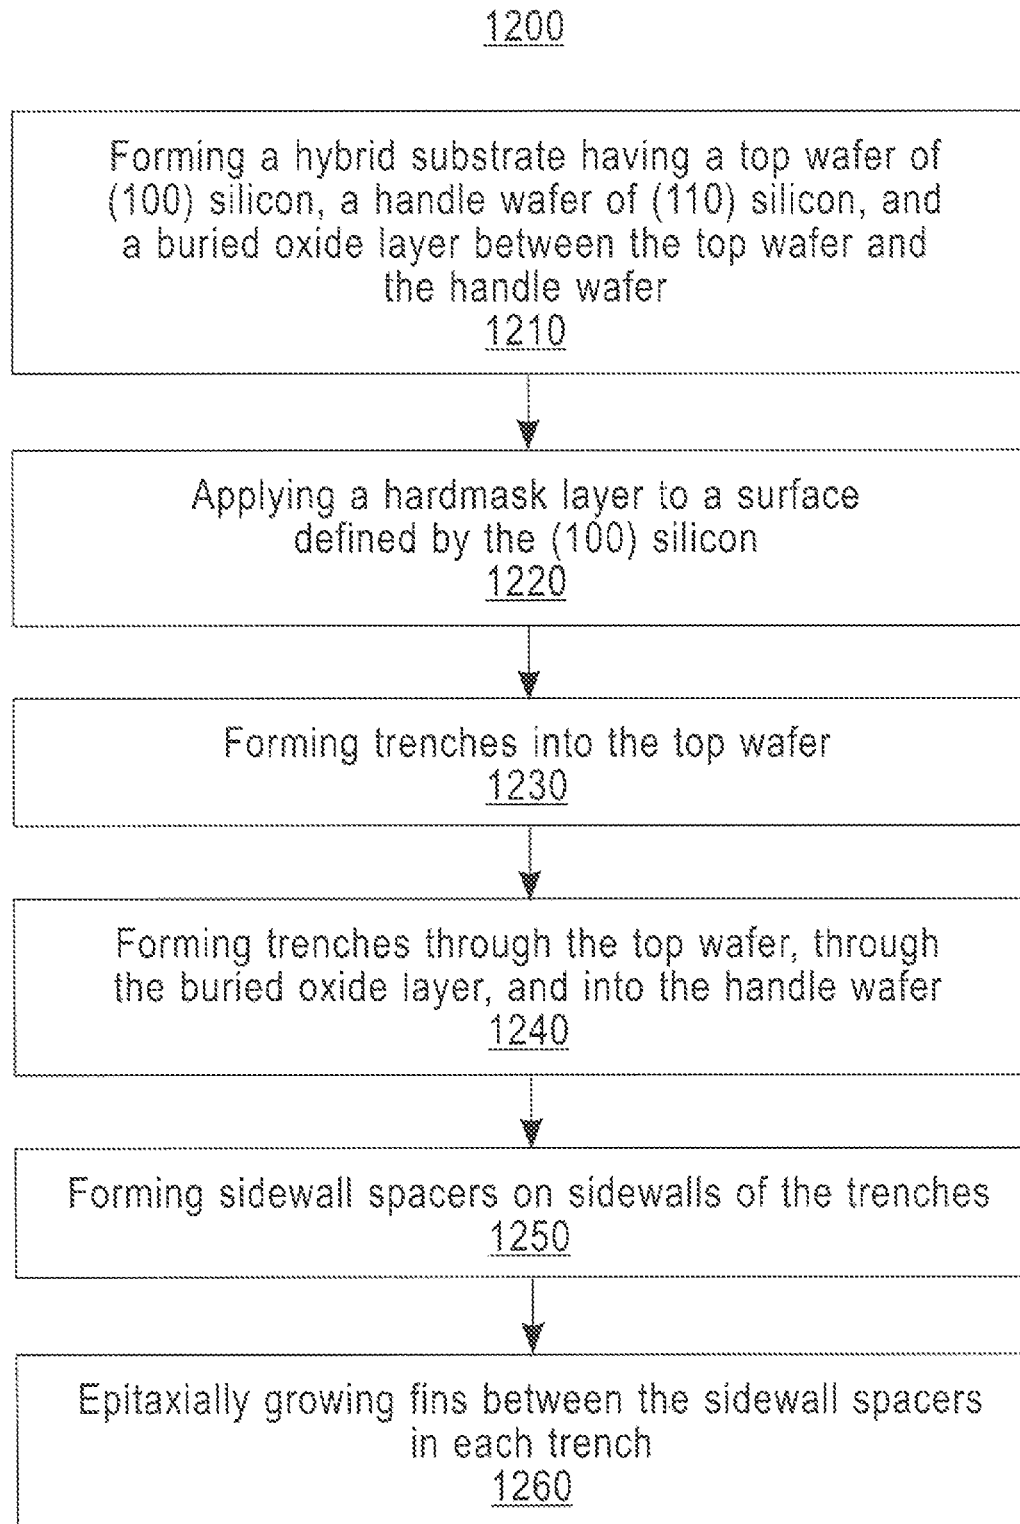 1200
Forming a hybrid substrate having a top wafer of
(100) silicon, a handle wafer of (110) silicon, and
a buried oxide layer between the top wafer and
the handle wafer
1210
Applying a hardmask layer to a surface
defined by the (100) silicon
1220
Forming trenches into the top wafer
1230
Forming trenches through the top wafer, through
the buried oxide layer, and into the handle wafer
1240
Forming sidewall spacers on sidewalls of the trenches
1250
Epitaxially growing fins between the sidewall spacers
in each trench
1260